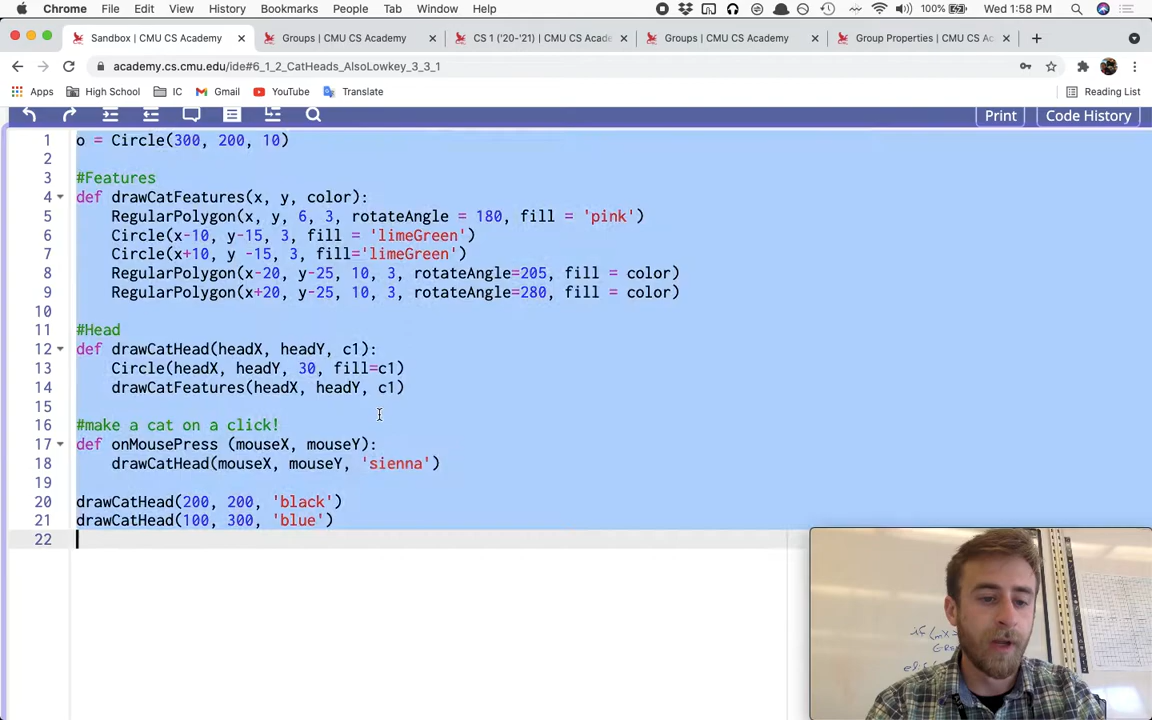 Chrome File Edit View History Bookmarks People Tab Window Help 100% Wed 1:58 PM
Sandbox | CMU CS Academy Groups | CMU CS Academy CS 1 ('20-'21) | CMU CS Acade Groups | CMU CS Academy Group Properties | CMU CS Ac
academy.cs.cmu.edu/ide#6_1_2_CatHeads_AlsoLowkey_3_3_1
Apps High School IC Gmail YouTube Translate Reading List
Print Code History
1 o = Circle(300, 200, 10)
2
3 #Features
4 def drawCatFeatures(x, y, color):
5 RegularPolygon(x, y, 6, 3, rotateAngle = 180, fill = 'pink')
6 Circle(x-10, y-15, 3, fill = 'limeGreen')
7 Circle(x+10, y -15, 3, fill='limeGreen')
8 RegularPolygon(x-20, y-25, 10, 3, rotateAngle=205, fill = color)
9 RegularPolygon(x+20, y-25, 10, 3, rotateAngle=280, fill = color)
10
11 #Head
12 def drawCatHead(headX, headY, c1):
13 Circle(headX, headY, 30, fill=c1)
14 drawCatFeatures(headX, headY, c1)
15
16 #make a cat on a click!
17 def onMousePress (mouseX, mouseY):
18 drawCatHead(mouseX, mouseY, 'sienna')
19
20 drawCatHead(200, 200, 'black')
21 drawCatHead(100, 300, 'blue')
22